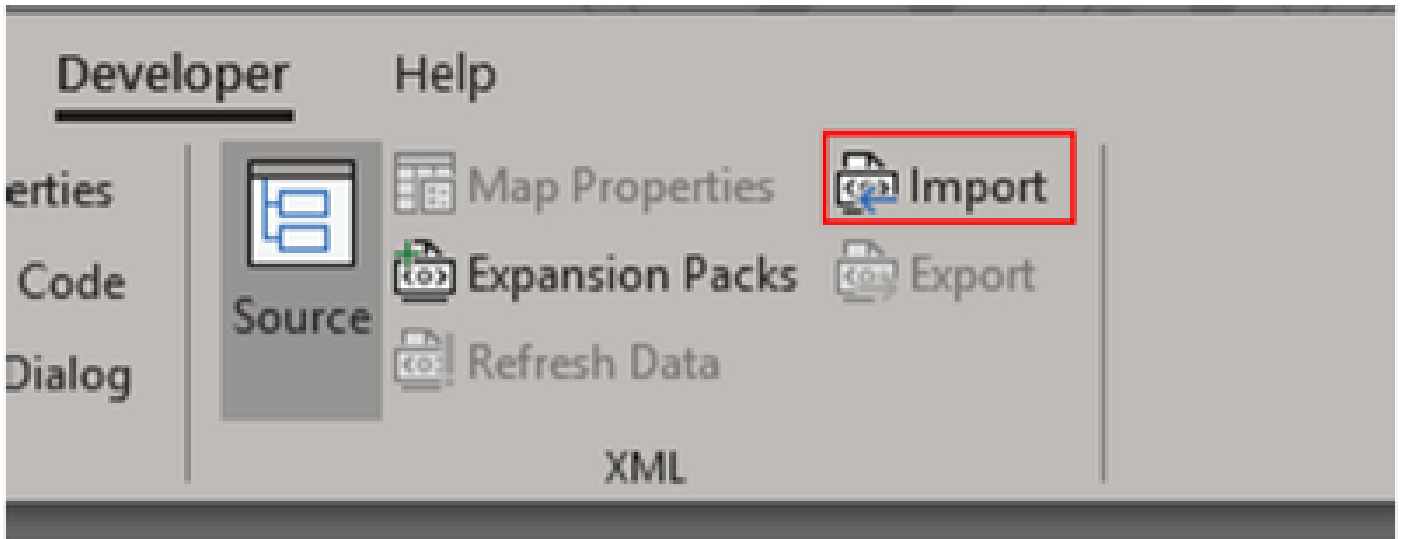 Developer Help
erties
Code
Dialog
Source
Map Properties
Expansion Packs
Refresh Data
Import
Export
XML